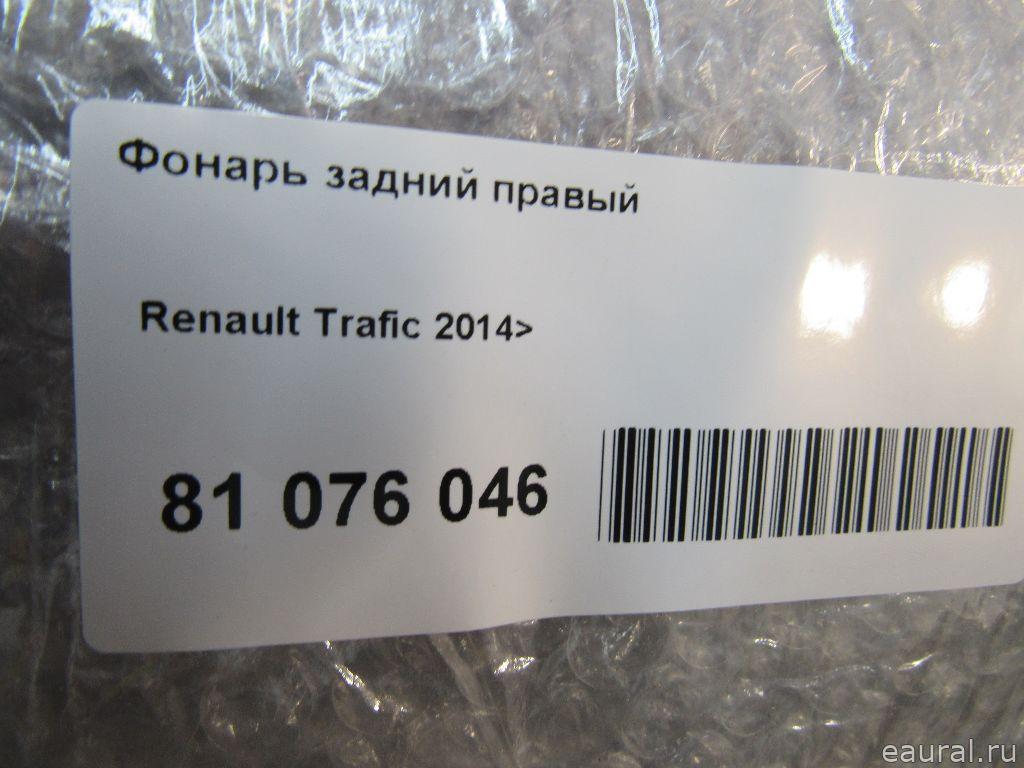 Фонарь задний правый
Renault Trafic 2014>
81 076 046
eaural.ru